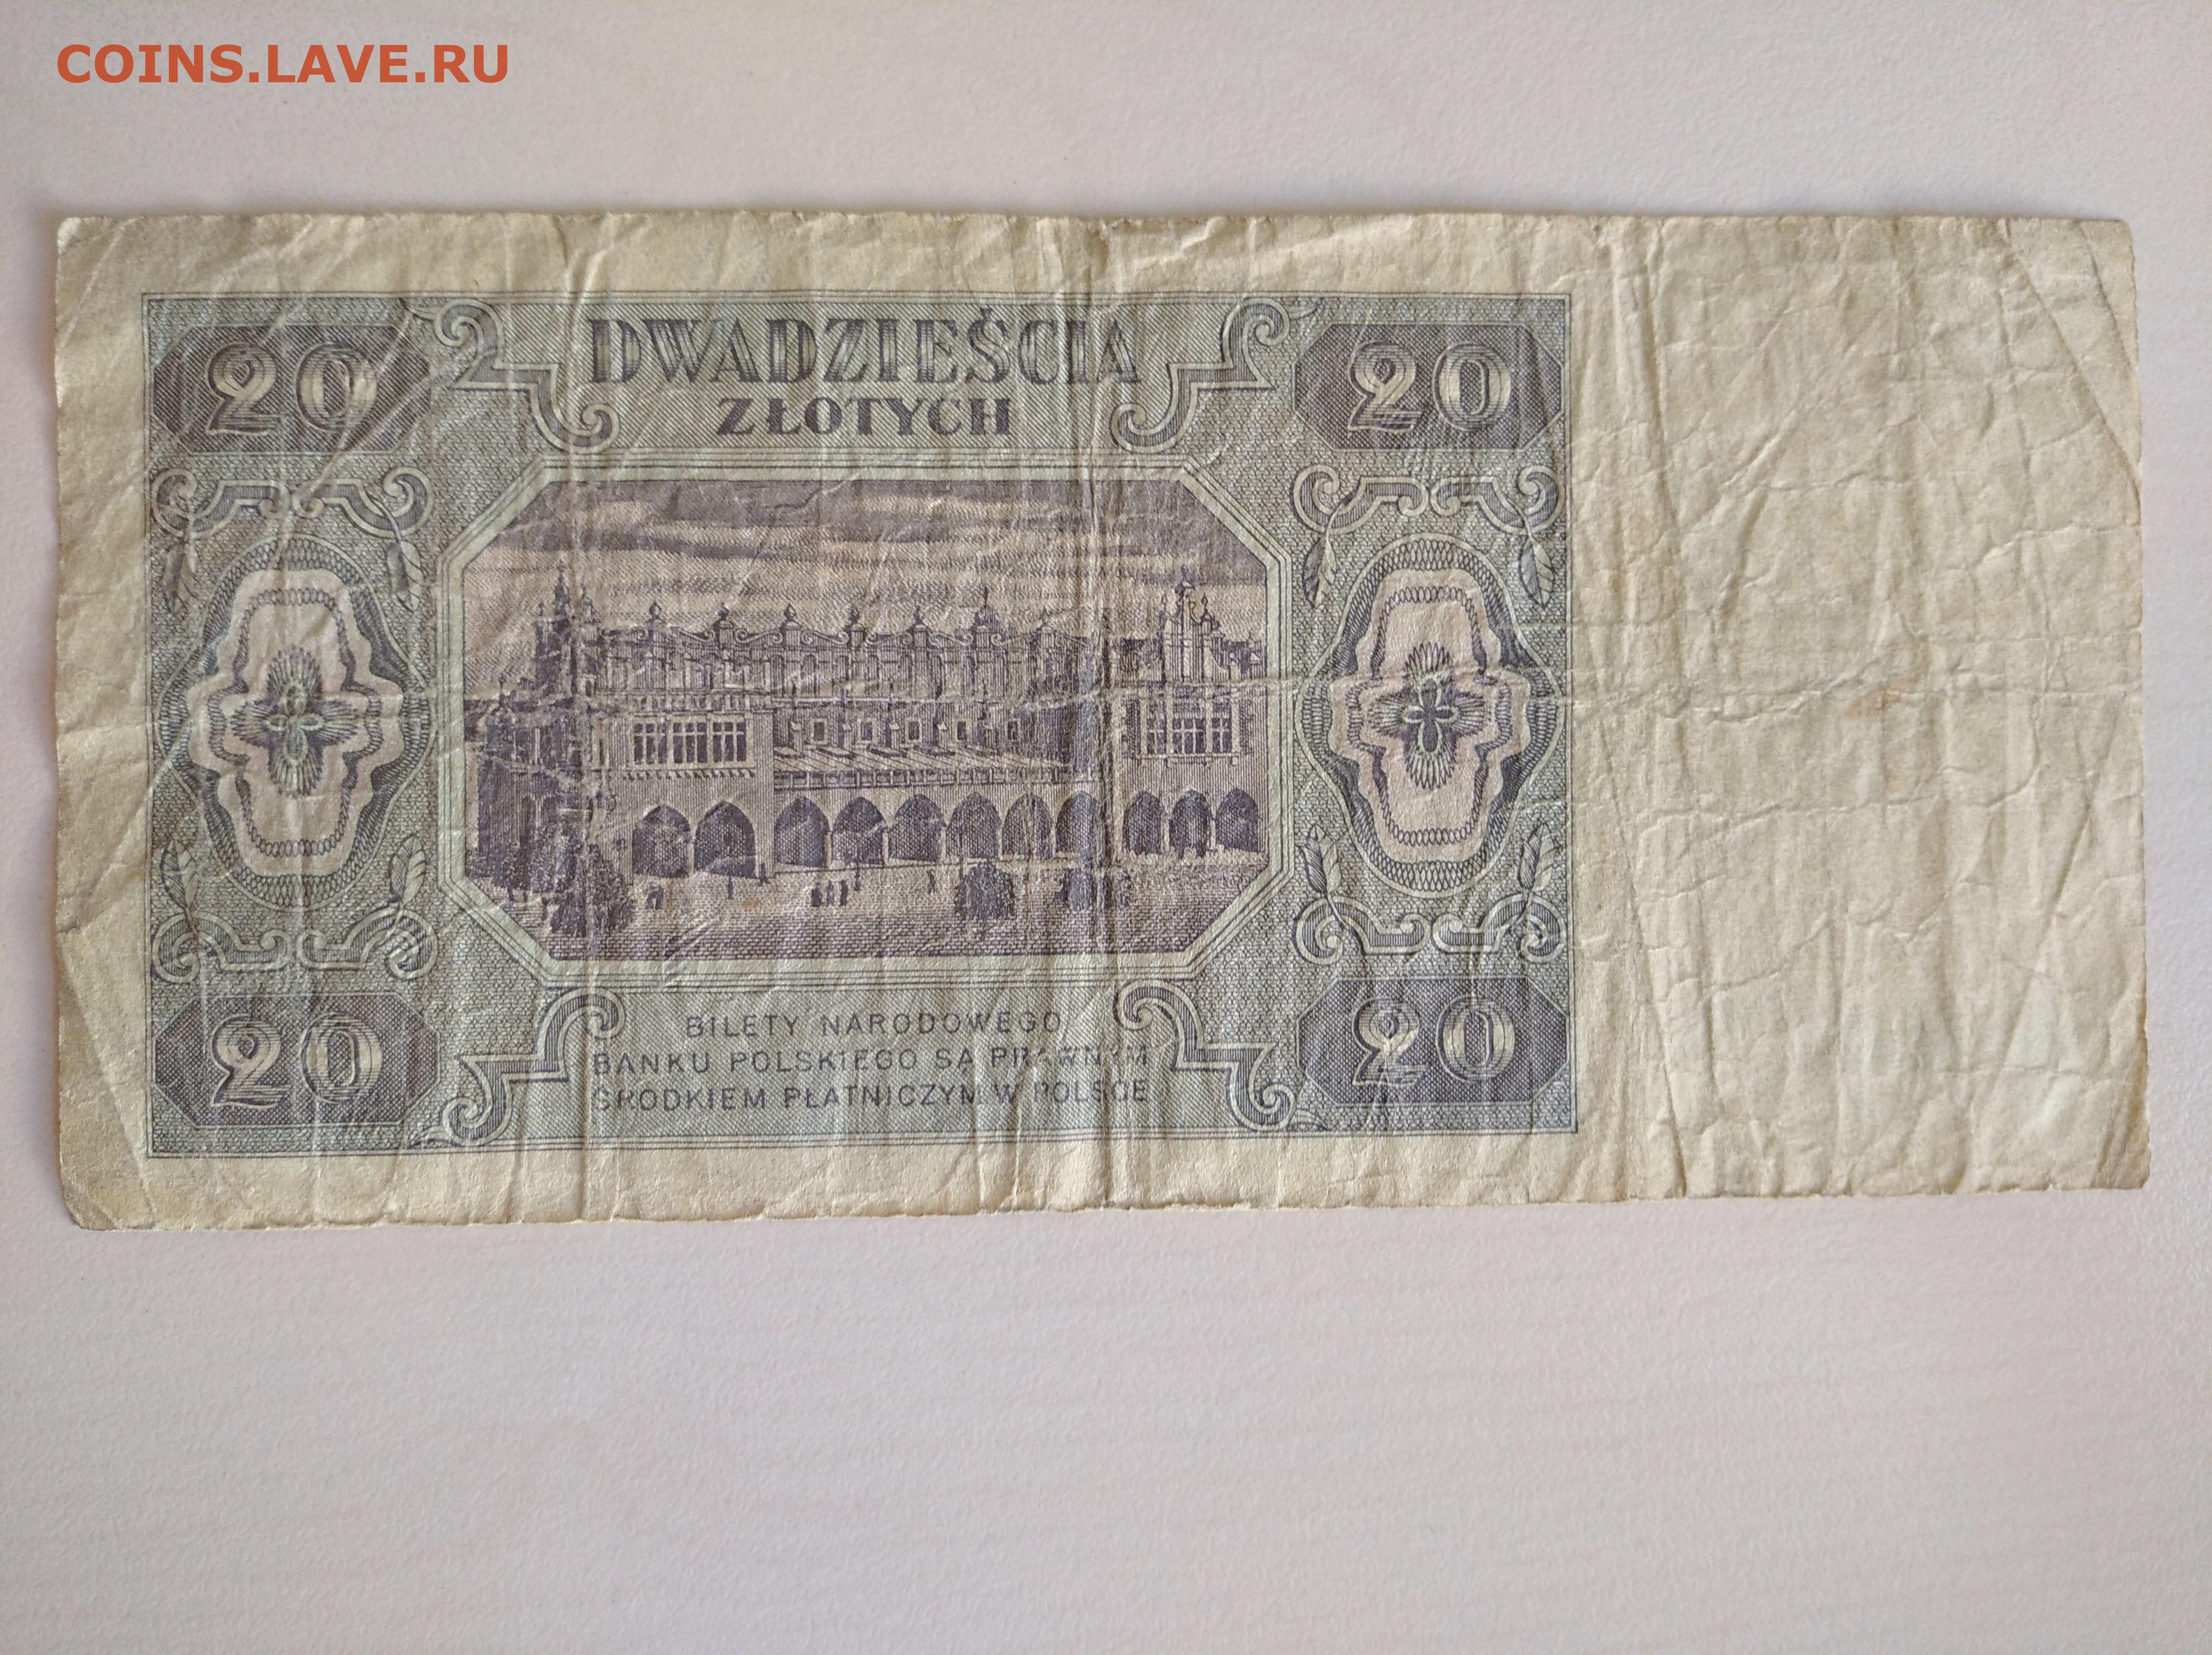 COINS.LAVE.RU
20
DWADZIEŚCIA
20
ZŁOTYCH
20
BILETY NARODOWEGO
BANKU POLSKIEGO SĄ PRAWNYM
ŚRODKIEM PŁATNICZYM W POLSCE
20